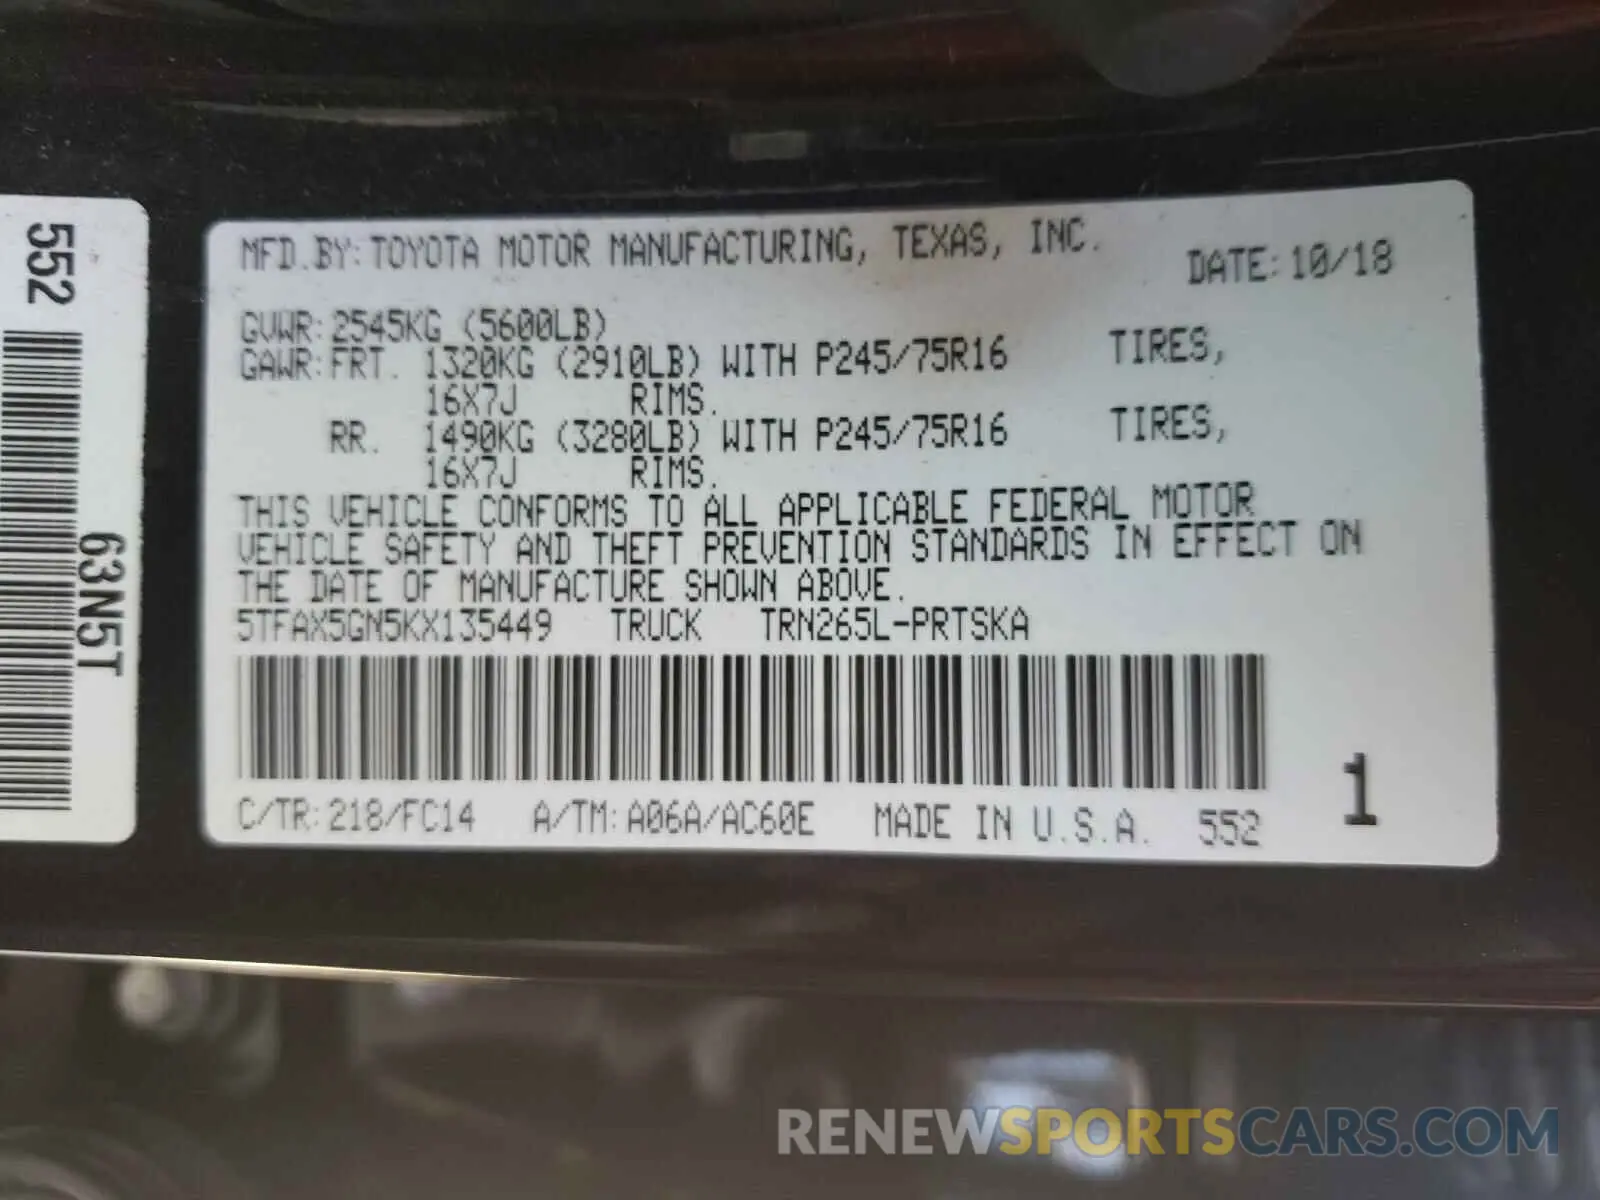 552
63N5T
MFD.BY:TOYOTA MOTOR MANUFACTURING, TEXAS, INC.
DATE:10/18
GVWR:2545KG (5600LB)
GAWR:FRT. 1320KG (2910LB) WITH P245/75R16 TIRES,
16X7J RIMS.
RR. 1490KG (3280LB) WITH P245/75R16 TIRES,
16X7J RIMS.
THIS VEHICLE CONFORMS TO ALL APPLICABLE FEDERAL MOTOR
VEHICLE SAFETY AND THEFT PREVENTION STANDARDS IN EFFECT ON
THE DATE OF MANUFACTURE SHOWN ABOVE.
5TFAX5GN5KX135449 TRUCK TRN265L-PRTSKA
C/TR:218/FC14 A/TM:A06A/AC60E MADE IN U.S.A. 552
1
RENEWSPORTSCARS.COM